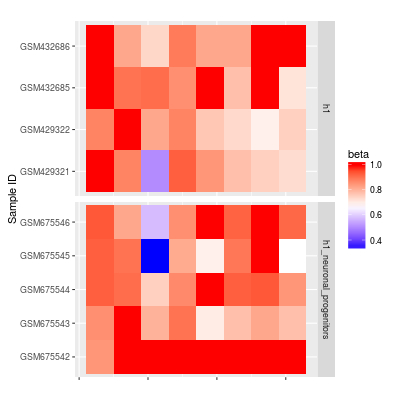 Sample ID
GSM432686
GSM432685
GSM429322
GSM429321
h1
GSM675546
GSM675545
GSM675544
GSM675543
GSM675542
h1_neuronal_progenitors
beta
1.0
0.8
0.6
0.4